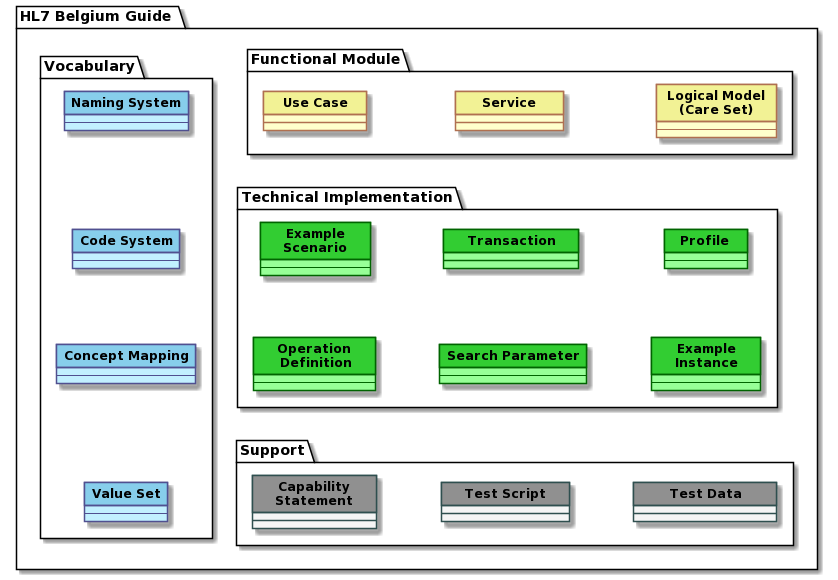 HL7 Belgium Guide
Vocabulary
Naming System
Code System
Concept Mapping
Value Set
Functional Module
Use Case
Service
Logical Model
(Care Set)
Technical Implementation
Example
Scenario
Transaction
Profile
Operation
Definition
Search Parameter
Example
Instance
Support
Capability
Statement
Test Script
Test Data